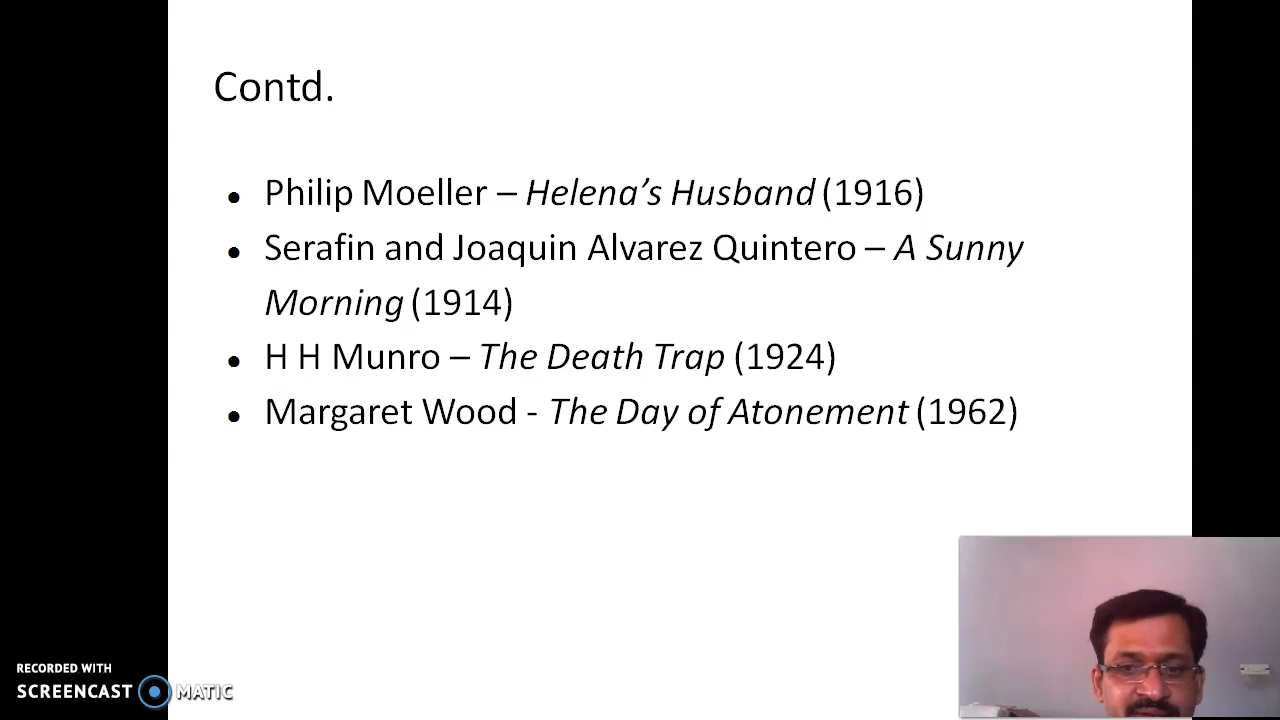 Contd.
• Philip Moeller – Helena’s Husband (1916)
• Serafin and Joaquin Alvarez Quintero – A Sunny
Morning (1914)
• H H Munro – The Death Trap (1924)
• Margaret Wood - The Day of Atonement (1962)
RECORDED WITH
SCREENCAST MATIC